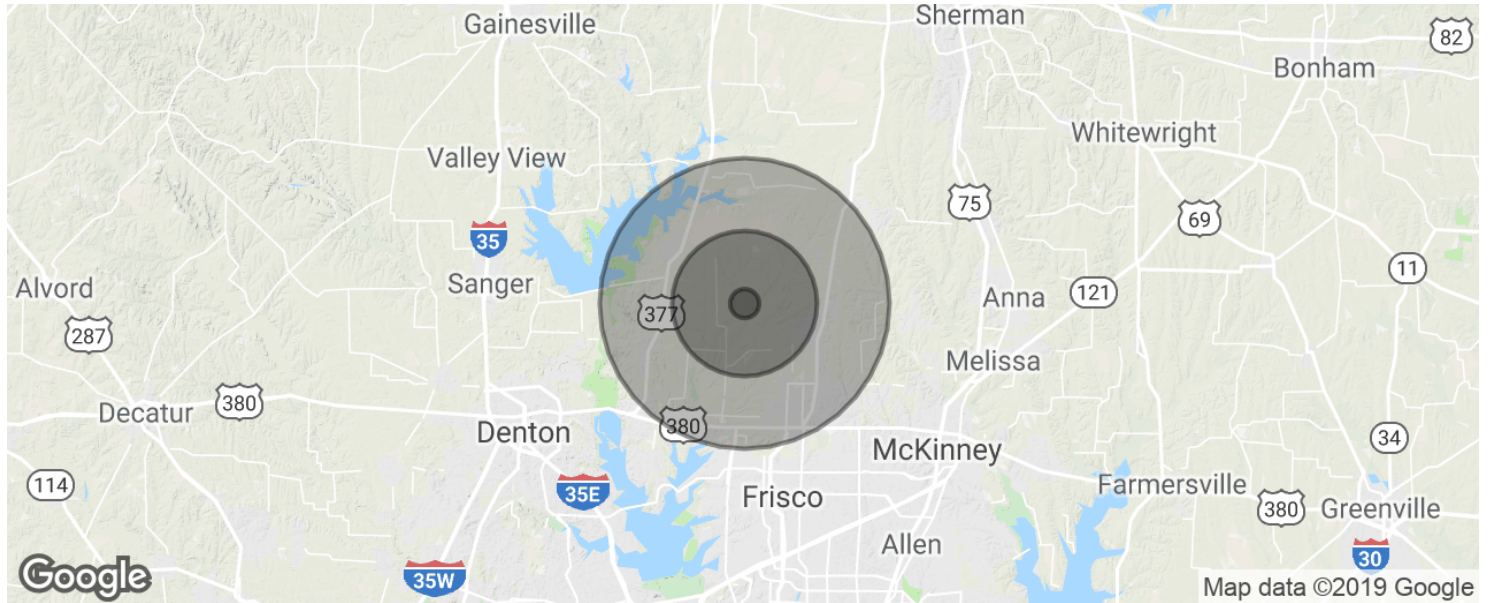 Gainesville
Sherman
82
Bonham
Whitewright
Valley View
75
69
35
Sanger
11
Alvord
377
Anna
121
287
Melissa
380
Decatur
380
Denton
34
McKinney
114
35E
Frisco
Farmersville
380
Greenville
Allen
30
35W
Google
Map data ©2019 Google